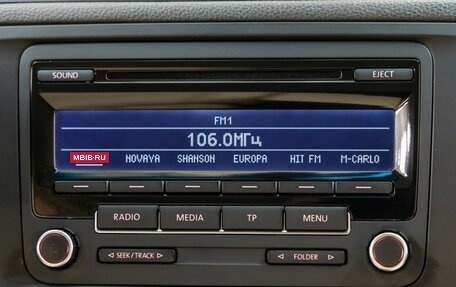 SOUND
EJECT
FM1
106.0МГц
MBIB.RU NOVAYA SHANSON EUROPA HIT FM M-CARLO
RADIO MEDIA TP MENU
SEEK/TRACK FOLDER